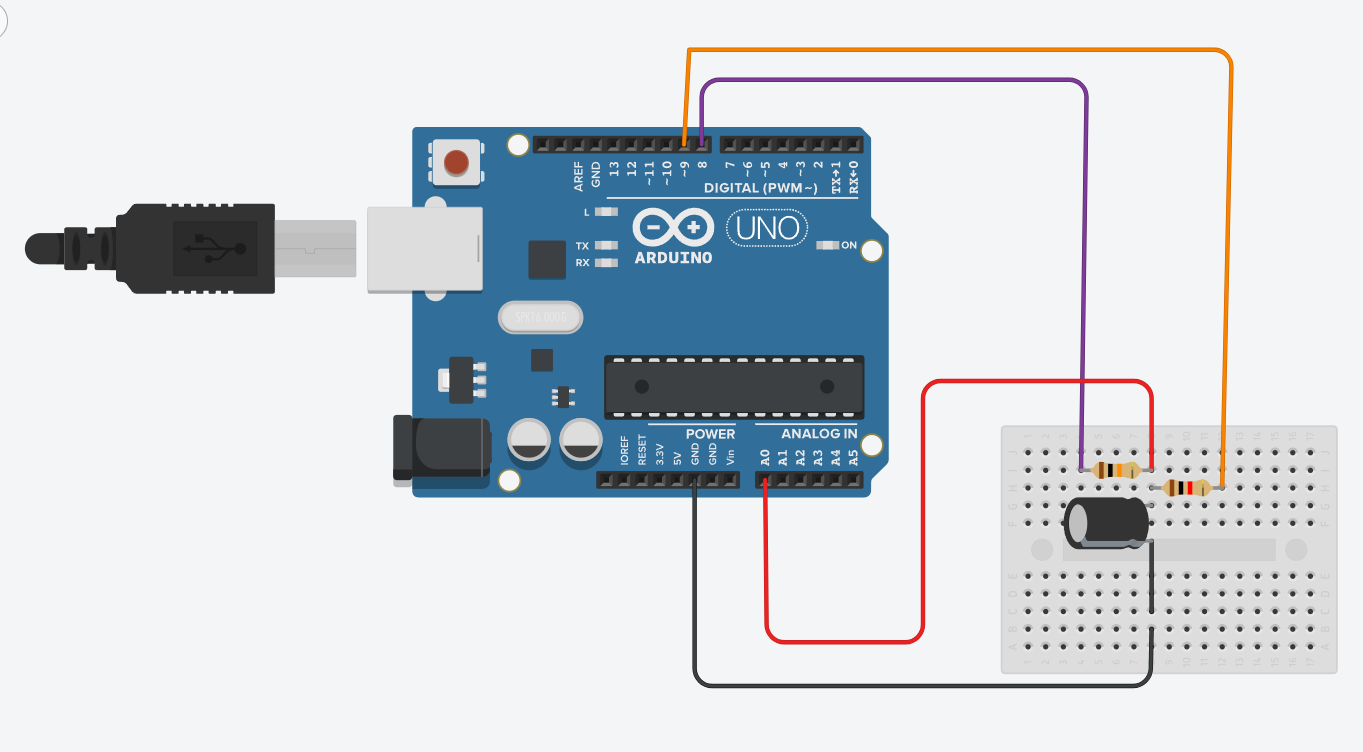 AREF
GND
13
12
~11
~10
~9
8
7
~6
~5
4
~3
2
TX→1
RX←0
DIGITAL (PWM~)
L
TX
RX
ARDUINO
UNO
ON
SPK16.000G
POWER
ANALOG IN
IOREF
RESET
3.3V
5V
GND
GND
Vin
A0
A1
A2
A3
A4
A5